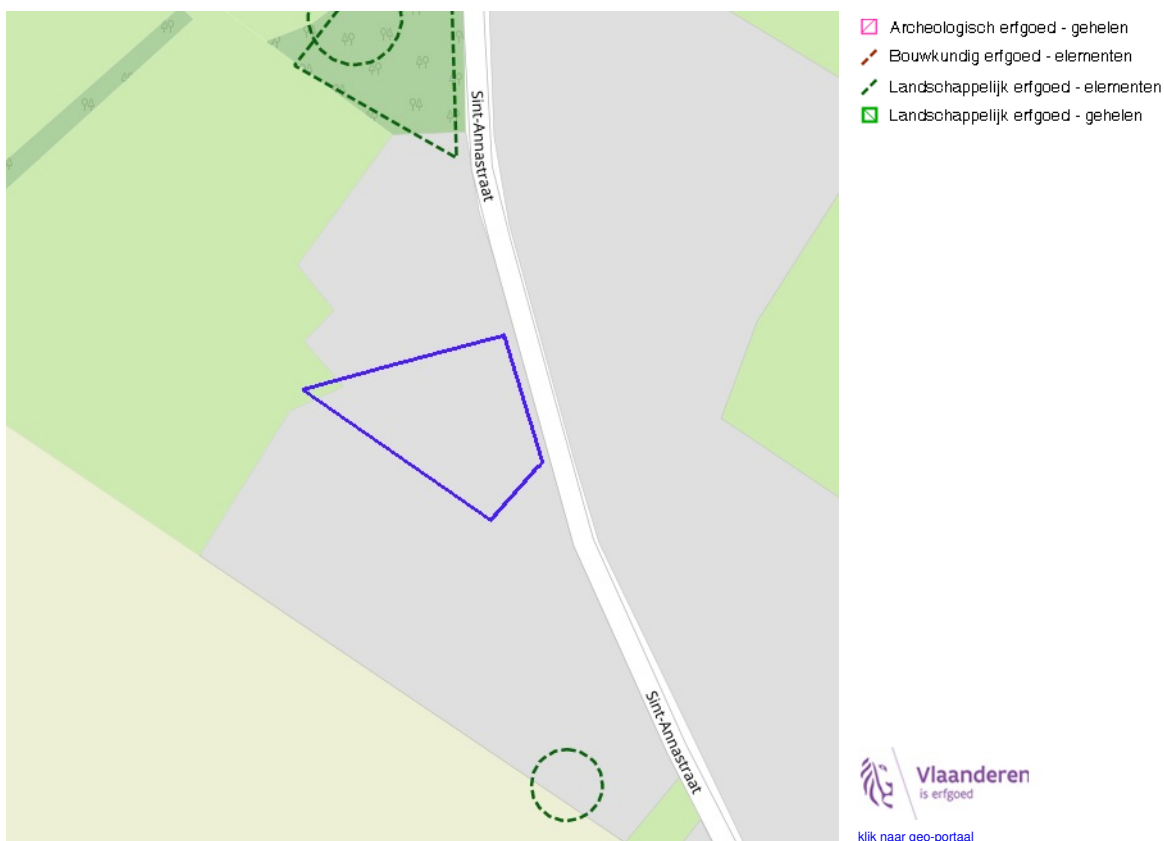 Sint-Annastraat
Sint-Annastraat
Archeologisch erfgoed - gehelen
Bouwkundig erfgoed - elementen
Landschappelijk erfgoed - elementen
Landschappelijk erfgoed - gehelen
Vlaanderen
is erfgoed
klik naar geo-portaal